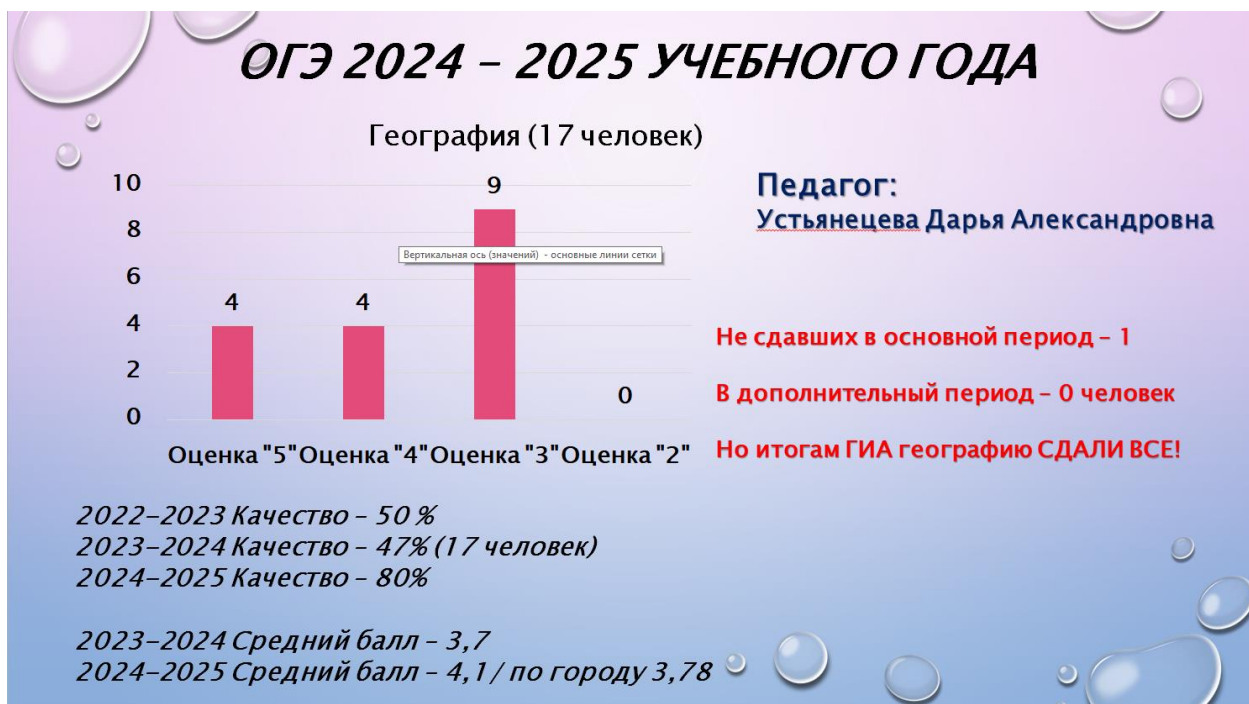 ОГЭ 2024 – 2025 УЧЕБНОГО ГОДА
География (17 человек)
10
8
6
4
2
0
4
4
9
0
Вертикальная ось (значений) - основные линии сетки
Оценка "5" Оценка "4" Оценка "3" Оценка "2"
Педагог:
Устьянецева Дарья Александровна
Не сдавших в основной период – 1
В дополнительный период – 0 человек
Но итогам ГИА географию СДАЛИ ВСЕ!
2022-2023 Качество – 50 %
2023-2024 Качество – 47% (17 человек)
2024-2025 Качество – 80%
2023-2024 Средний балл – 3,7
2024-2025 Средний балл – 4,1/ по городу 3,78